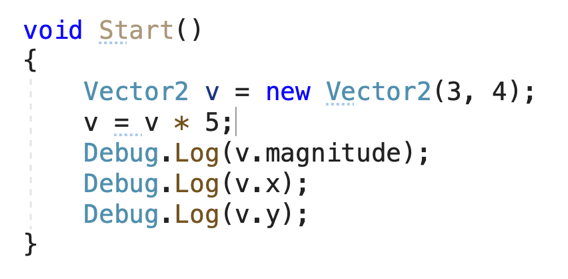 void Start()
{
    Vector2 v = new Vector2(3, 4);
    v = v * 5;
    Debug.Log(v.magnitude);
    Debug.Log(v.x);
    Debug.Log(v.y);
}